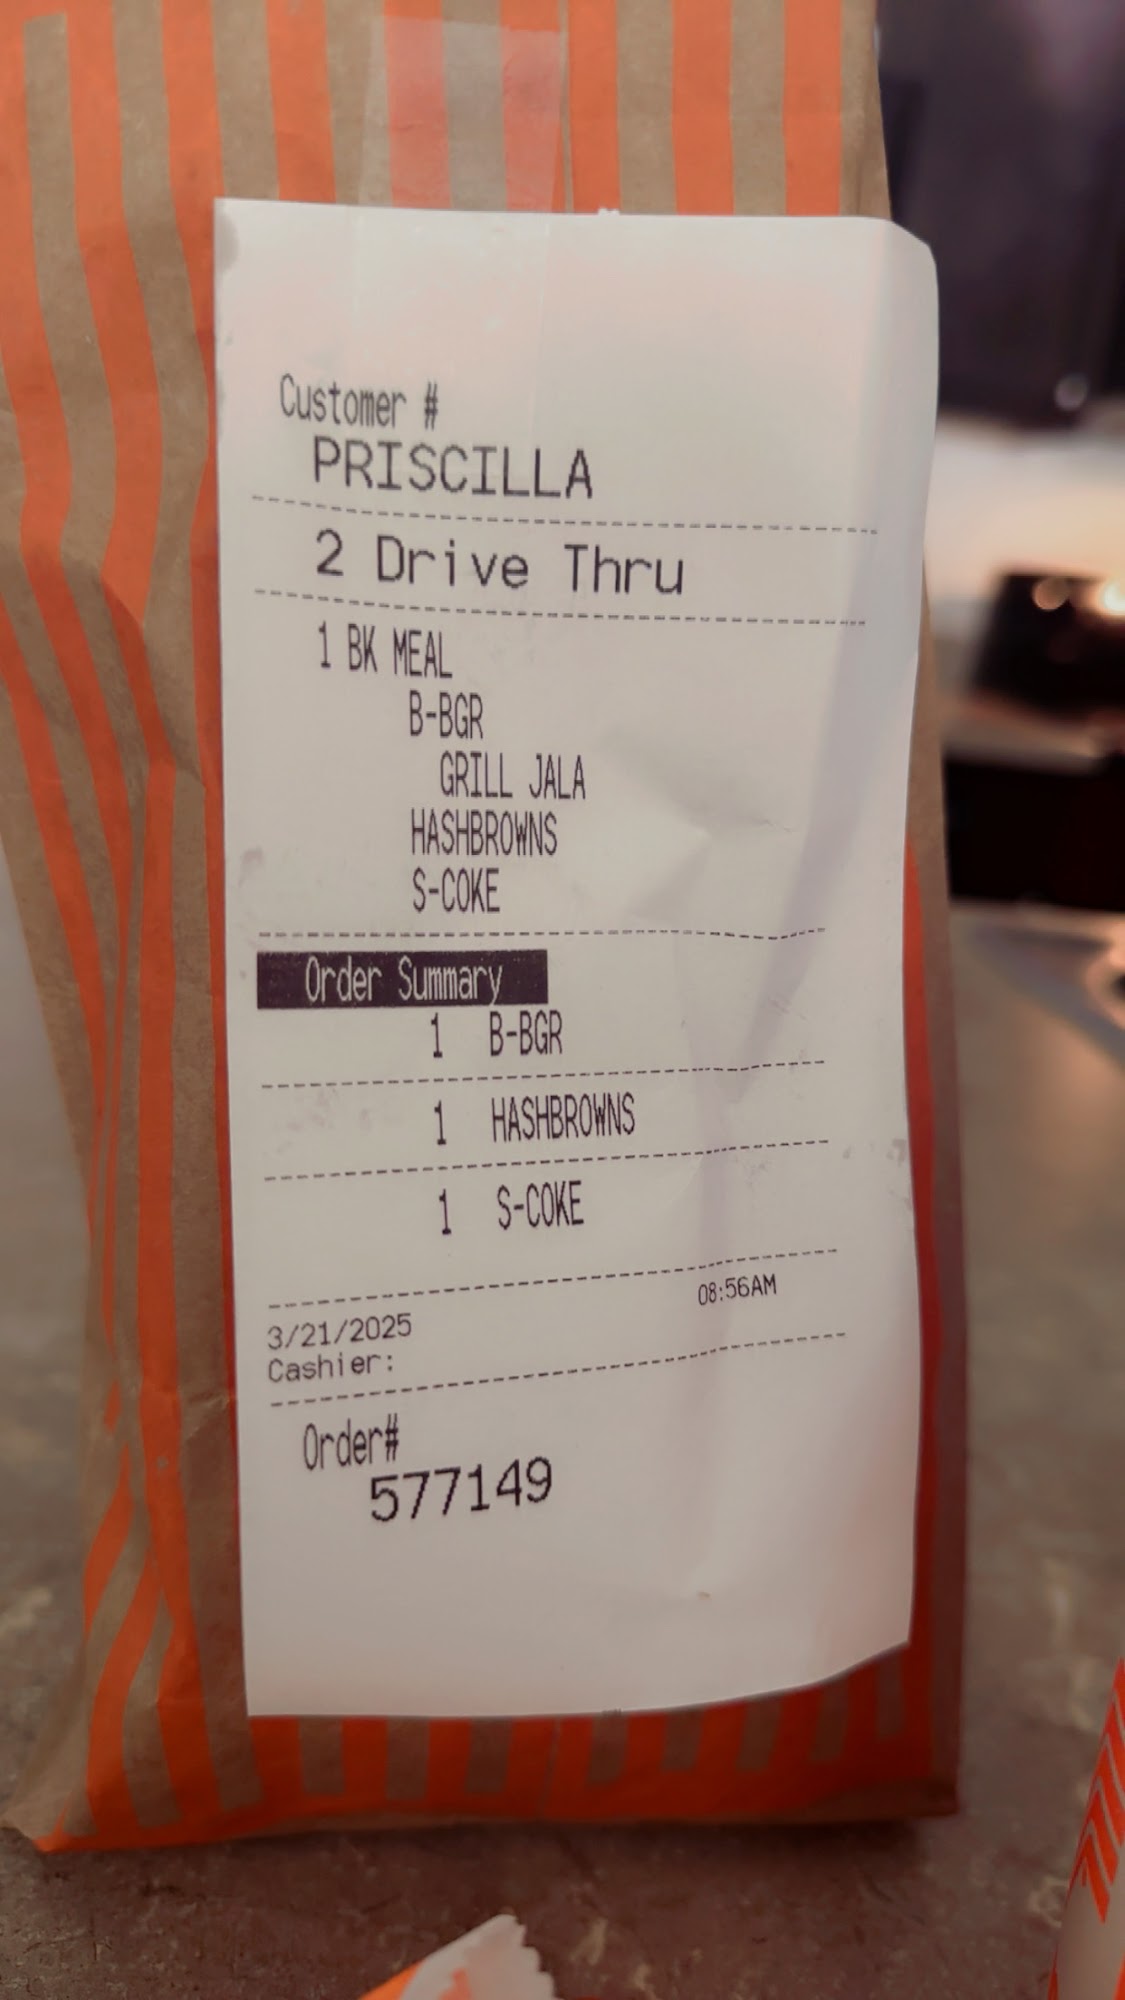 Customer #
PRISCILLA
2 Drive Thru
1 BK MEAL
B-BGR
GRILL JALA
HASHBROWNS
S-COKE
Order Summary
1 B-BGR
1 HASHBROWNS
1 S-COKE
08:56AM
3/21/2025
Cashier:
Order#
577149